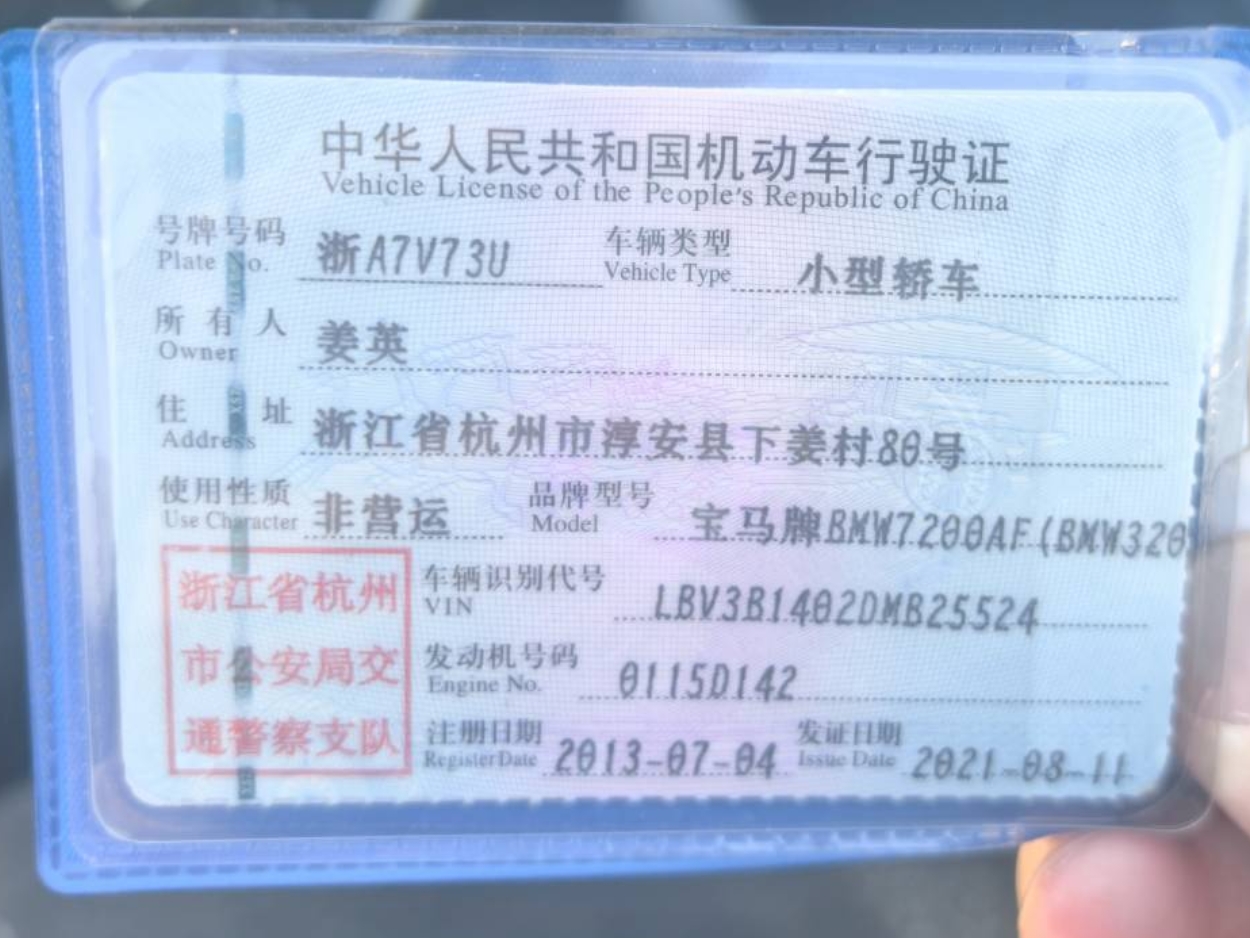 中华人民共和国机动车行驶证
Vehicle License of the People's Republic of China
号牌号码 浙A7V73U 车辆类型 小型轿车
Plate No. Vehicle Type
所有人 姜英
Owner
住址 浙江省杭州市淳安县下姜村80号
Address
使用性质 非营运 品牌型号 宝马牌BMW7200AF(BMW320
Use Character Model
浙江省杭州
市公安局交
通警察支队
车辆识别代号 LBV3B1402DMB25524
VIN
发动机号码 0115D142
Engine No.
注册日期 2013-07-04 发证日期 2021-08-11
Register Date Issue Date